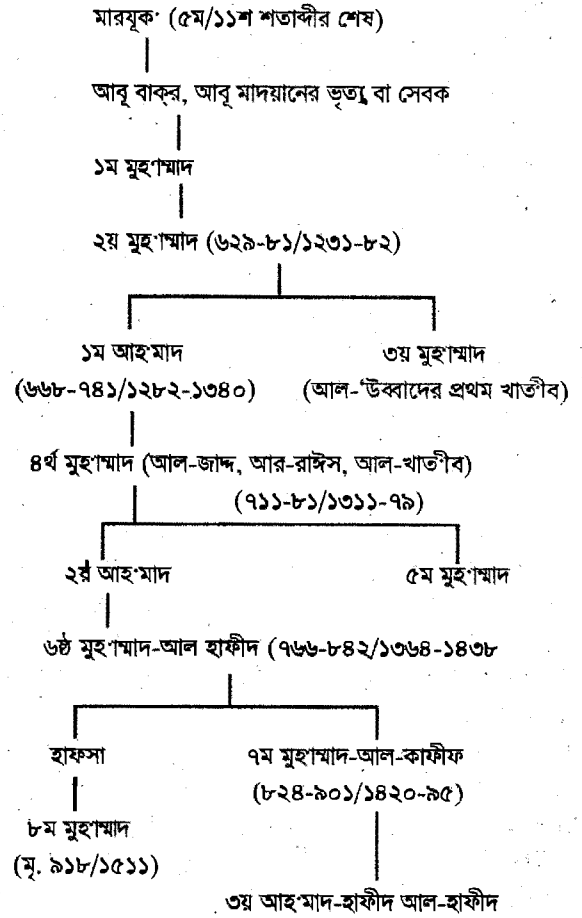 মারযূক· (৫ম/১১শ শতাব্দীর শেষ)
আবূ বাক্‌র, আবূ মাদয়ানের ভৃত্য বা সেবক
১ম মুহ·াম্মাদ
২য় মুহ·াম্মাদ (৬২৯-৮১/১২৩১-৮২)
১ম আহ·মাদ ৩য় মুহ·াম্মাদ
(৬৬৮-৭৪১/১২৮২-১৩৪০) (আল-'উব্বাদের প্রথম খাত·ীব)
৪র্থ মুহ·াম্মাদ (আল-জাদ্দ, আর-রাঈস, আল-খাত·ীব)
(৭১১-৮১/১৩১১-৭৯)
২য় আহ·মাদ ৫ম মুহ·াম্মাদ
৬ষ্ঠ মুহ·াম্মাদ-আল হাফীদ (৭৬৬-৮৪২/১৩৬৪-১৪৩৮
হাফসা ৭ম মুহ·াম্মাদ-আল-কাফীফ
(৮২৪-৯০১/১৪২০-৯৫)
৮ম মুহ·াম্মাদ
(মৃ. ৯১৮/১৫১১)
৩য় আহ·মাদ-হাফীদ আল-হাফীদ